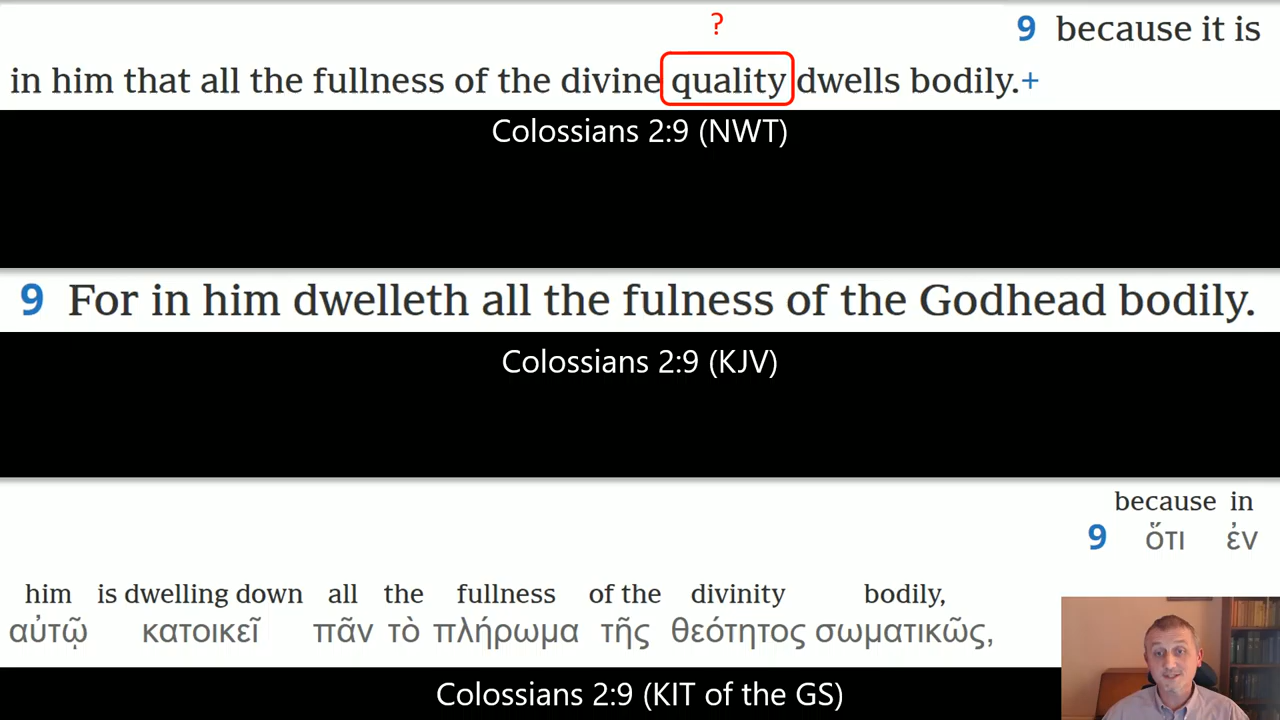 ?
9 because it is
in him that all the fullness of the divine quality dwells bodily.+
Colossians 2:9 (NWT)
9 For in him dwelleth all the fulness of the Godhead bodily.
Colossians 2:9 (KJV)
because in
9 ὅτι ἐν
him is dwelling down all the fullness of the divinity bodily,
αὐτῷ κατοικεῖ πᾶν τὸ πλήρωμα τῆς θεότητος σωματικῶς,
Colossians 2:9 (KIT of the GS)